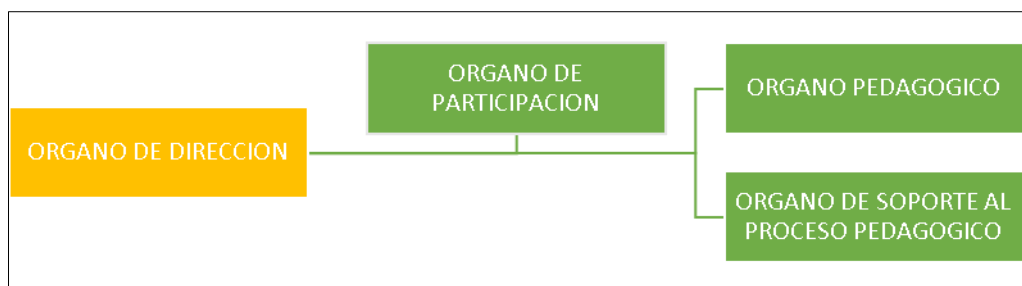 ORGANO DE DIRECCION
ORGANO DE
PARTICIPACION
ORGANO PEDAGOGICO
ORGANO DE SOPORTE AL
PROCESO PEDAGOGICO